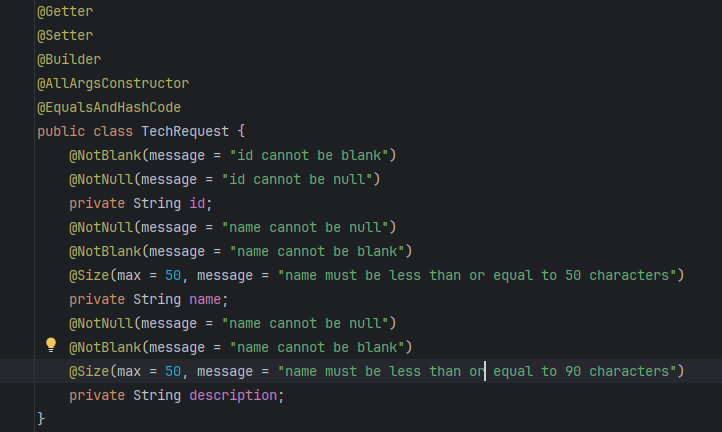 @Getter
@Setter
@Builder
@AllArgsConstructor
@EqualsAndHashCode
public class TechRequest {
    @NotBlank(message = "id cannot be blank")
    @NotNull(message = "id cannot be null")
    private String id;
    @NotNull(message = "name cannot be null")
    @NotBlank(message = "name cannot be blank")
    @Size(max = 50, message = "name must be less than or equal to 50 characters")
    private String name;
    @NotNull(message = "name cannot be null")
    @NotBlank(message = "name cannot be blank")
    @Size(max = 50, message = "name must be less than or equal to 90 characters")
    private String description;
}